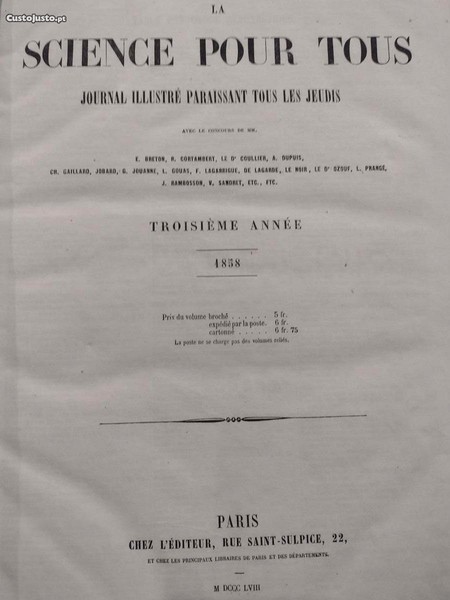 CustoJusto.pt
LA
SCIENCE POUR TOUS
JOURNAL ILLUSTRÉ PARAISSANT TOUS LES JEUDIS
AVEC LE CONCOURS DE MM.
E. BRETON, R. CORTAMBERT, LE Dr COULLIER, A. DUPUIS,
CH. GAILLARD, JOBARD, G. JOUANNE, L. GOUAS, F. LABARRIGUE, DE LAGARDE, LE NOIR, LE Dr OZOUF, L. PRANGÉ,
J. RAMBOSSON, N. SANDRET, ETC., ETC.
TROISIÈME ANNÉE
1858
Prix du volume broché . . . . . . 5 fr.
expédié par la poste. 6 fr.
cartonné . . . . . 6 fr. 75
La poste ne se charge pas des volumes reliés.
PARIS
CHEZ L'ÉDITEUR, RUE SAINT-SULPICE, 22,
ET CHEZ LES PRINCIPAUX LIBRAIRES DE PARIS ET DES DÉPARTEMENTS.
M DCCC LVIII